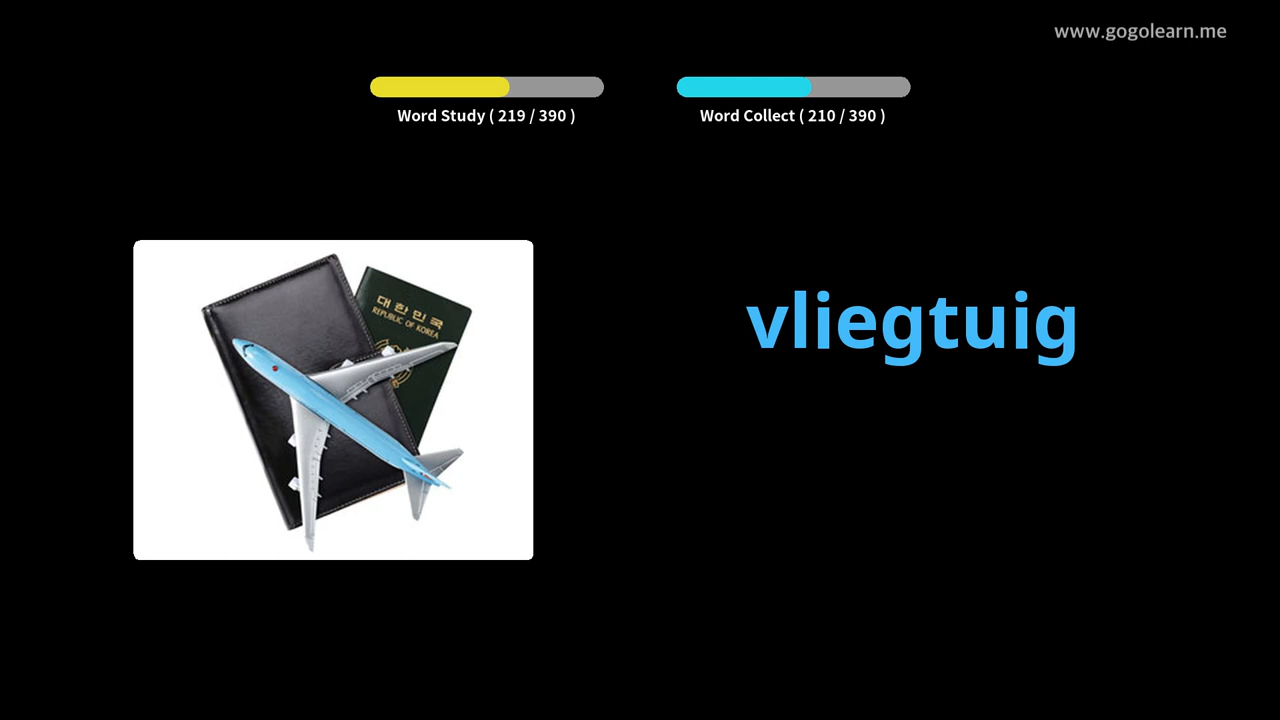 www.gogolearn.me
Word Study ( 219 / 390 )
Word Collect ( 210 / 390 )
대한민국
REPUBLIC OF KOREA
vliegtuig